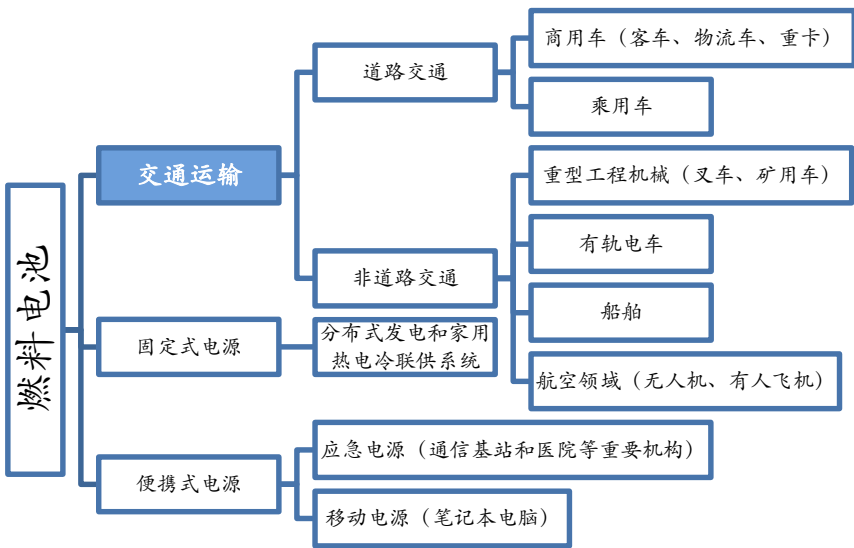 燃料电池
交通运输
道路交通
商用车（客车、物流车、重卡）
乘用车
非道路交通
重型工程机械（叉车、矿用车）
有轨电车
船舶
航空领域（无人机、有人飞机）
固定式电源
分布式发电和家用
热电冷联供系统
便携式电源
应急电源（通信基站和医院等重要机构）
移动电源（笔记本电脑）